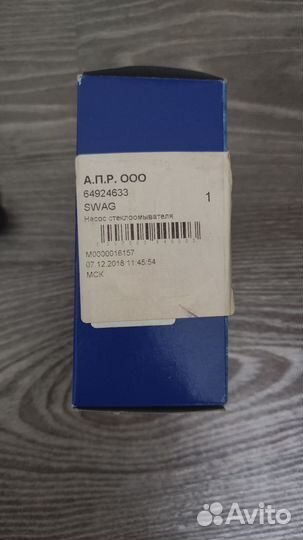 А.П.Р. ООО
64924633
SWAG 1
Насос стеклоомывателя
M0000016157
07.12.2018 11:45:54
МСК
Avito